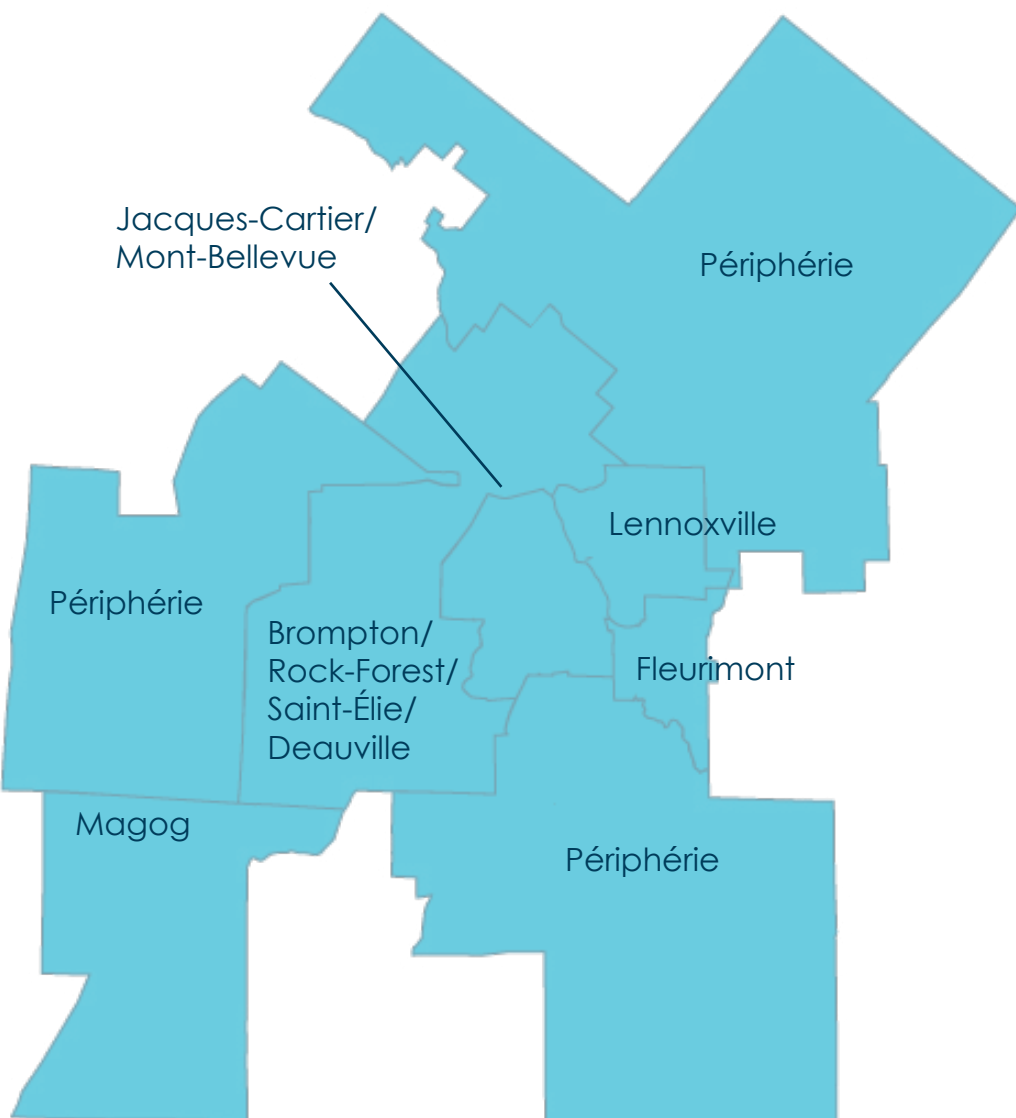 Jacques-Cartier/
Mont-Bellevue
Périphérie
Lennoxville
Périphérie
Brompton/
Rock-Forest/
Saint-Élie/
Deauville
Fleurimont
Magog
Périphérie